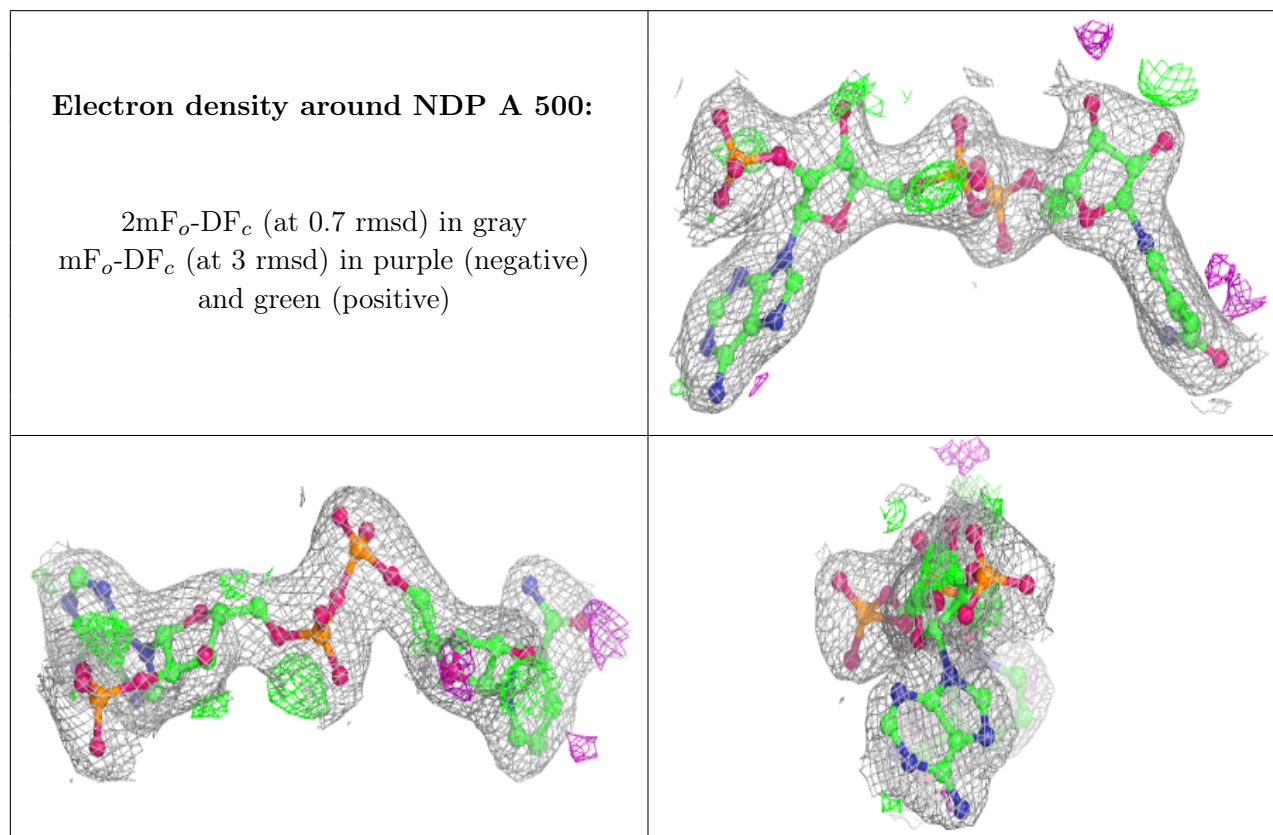 Electron density around NDP A 500:
2mFₒ-DF𝒸 (at 0.7 rmsd) in gray
mFₒ-DF𝒸 (at 3 rmsd) in purple (negative)
and green (positive)